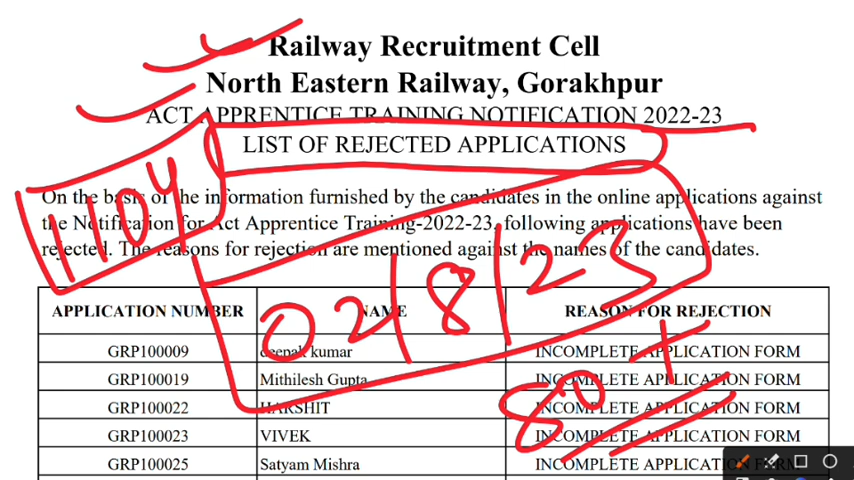 Railway Recruitment Cell
North Eastern Railway, Gorakhpur
ACT APPRENTICE TRAINING NOTIFICATION 2022-23
LIST OF REJECTED APPLICATIONS
1104
On the basis of the information furnished by the candidates in the online applications against
the Notification for Act Apprentice Training-2022-23, following applications have been
rejected. The reasons for rejection are mentioned against the names of the candidates.
02/8/23
APPLICATION NUMBER NAME REASON FOR REJECTION
GRP100009 deepak kumar INCOMPLETE APPLICATION FORM
GRP100019 Mithilesh Gupta INCOMPLETE APPLICATION FORM
GRP100022 HARSHIT INCOMPLETE APPLICATION FORM
80+
GRP100023 VIVEK INCOMPLETE APPLICATION FORM
GRP100025 Satyam Mishra INCOMPLETE APPLICATION FORM